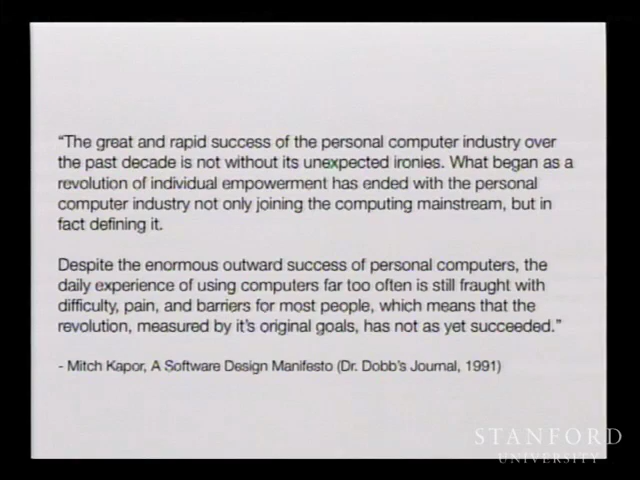 “The great and rapid success of the personal computer industry over
the past decade is not without its unexpected ironies. What began as a
revolution of individual empowerment has ended with the personal
computer industry not only joining the computing mainstream, but in
fact defining it.
Despite the enormous outward success of personal computers, the
daily experience of using computers far too often is still fraught with
difficulty, pain, and barriers for most people, which means that the
revolution, measured by it’s original goals, has not as yet succeeded.”
- Mitch Kapor, A Software Design Manifesto (Dr. Dobb’s Journal, 1991)
STANFORD
UNIVERSITY